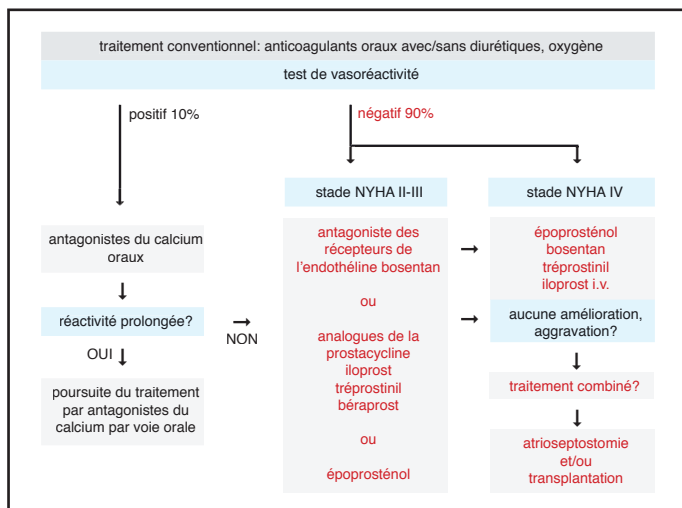 traitement conventionnel: anticoagulants oraux avec/sans diurétiques, oxygène
test de vasoréactivité
positif 10%
négatif 90%
antagonistes du calcium
oraux
réactivité prolongée?
OUI
NON
poursuite du traitement
par antagonistes du
calcium par voie orale
stade NYHA II-III
antagoniste des
récepteurs de
l'endothéline bosentan
ou
analogues de la
prostacycline
iloprost
tréprostinil
béraprost
ou
époprosténol
stade NYHA IV
époprosténol
bosentan
tréprostinil
iloprost i.v.
aucune amélioration,
aggravation?
traitement combiné?
atrioseptostomie
et/ou
transplantation